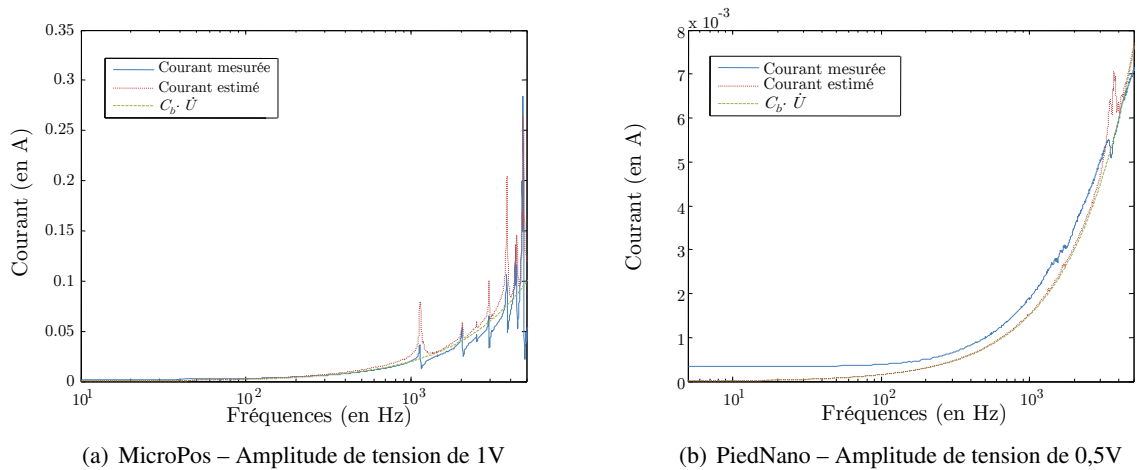 0.35
0.3
0.25
0.2
0.15
0.1
0.05
0
Courant (en A)
Courant mesurée
Courant estimé
C_b· U̇
10^1
10^2
10^3
Fréquences (en Hz)
(a) MicroPos – Amplitude de tension de 1V
x 10^-3
8
7
6
5
4
3
2
1
0
Courant (en A)
Courant mesurée
Courant estimé
C_b· U̇
10^1
10^2
10^3
Fréquences (en Hz)
(b) PiedNano – Amplitude de tension de 0,5V